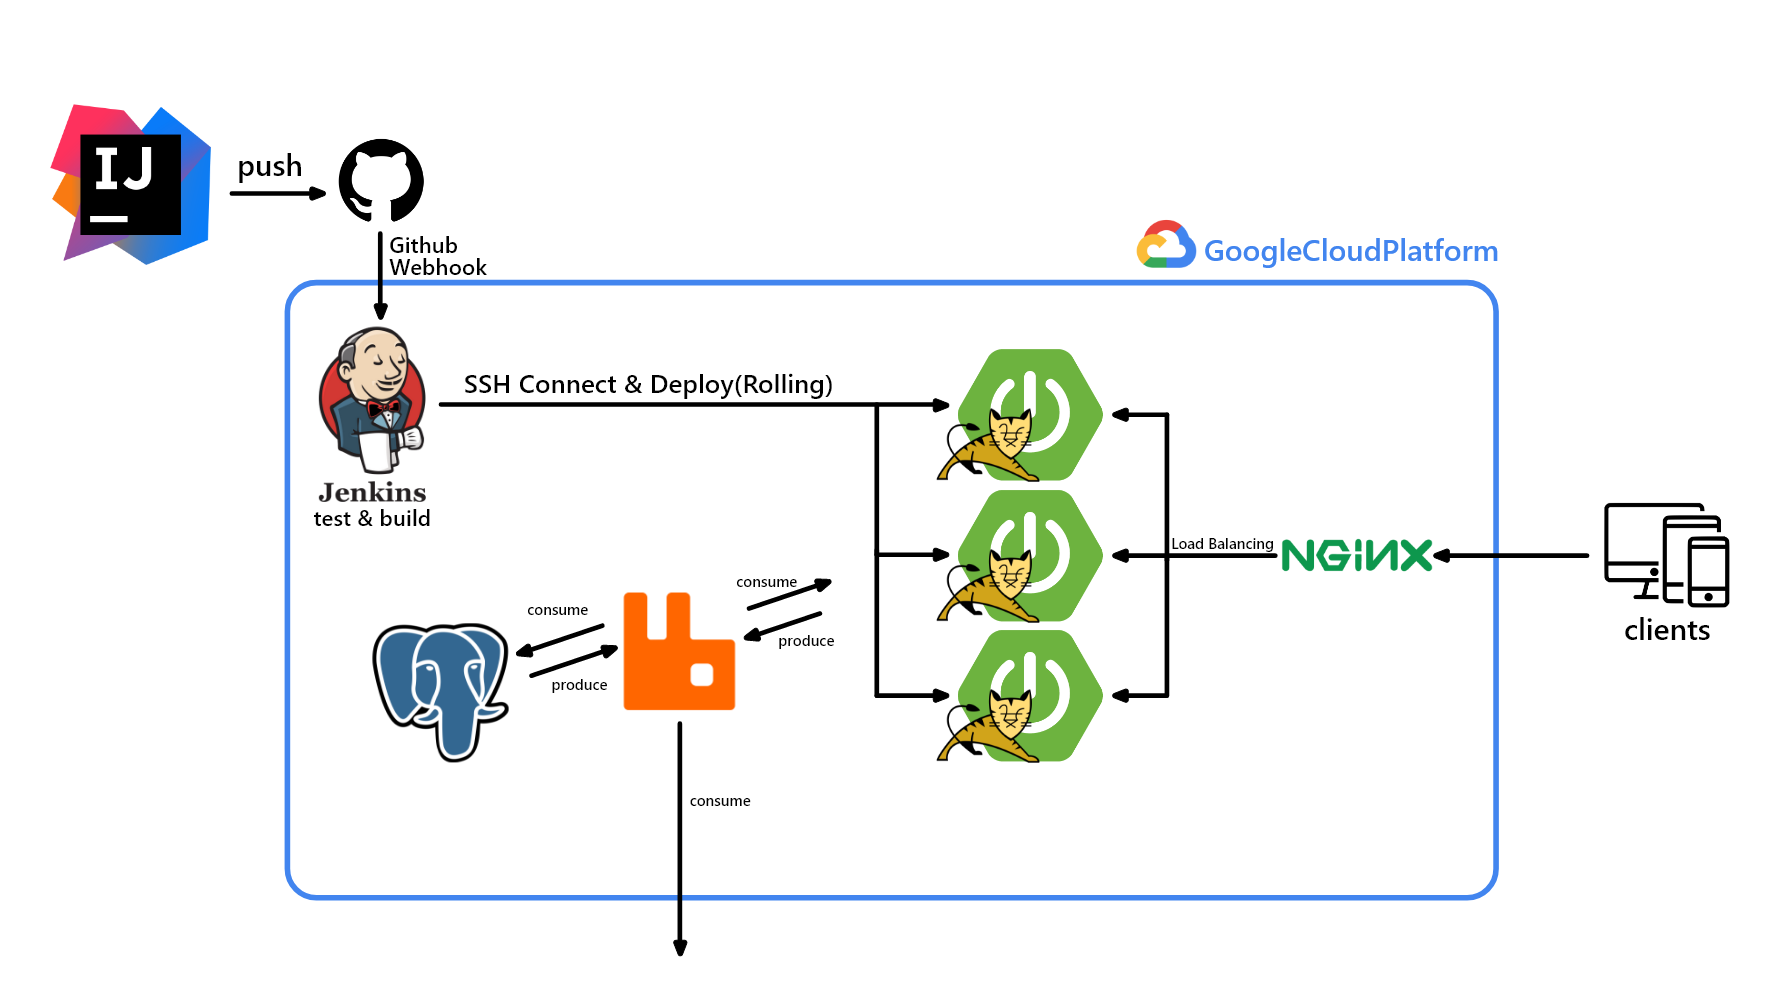 IJ
push
Github
Webhook
GoogleCloudPlatform
SSH Connect & Deploy(Rolling)
Jenkins
test & build
Load Balancing
NGiNX
clients
consume
produce
consume
produce
consume